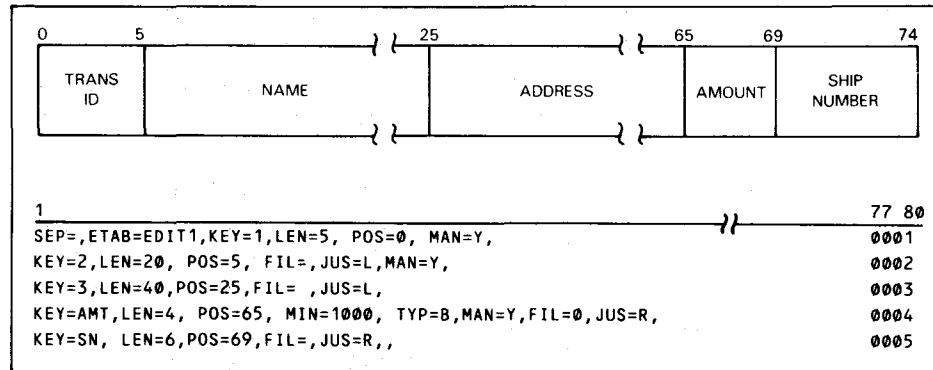 0 5 25 65 69 74
TRANS ID NAME ADDRESS AMOUNT SHIP NUMBER
1 77 80
SEP=,ETAB=EDIT1,KEY=1,LEN=5, POS=0, MAN=Y, 0001
KEY=2,LEN=20, POS=5, FIL=,JUS=L,MAN=Y, 0002
KEY=3,LEN=40,POS=25,FIL= ,JUS=L, 0003
KEY=AMT,LEN=4, POS=65, MIN=1000, TYP=B,MAN=Y,FIL=0,JUS=R, 0004
KEY=SN, LEN=6,POS=69,FIL=,JUS=R,, 0005